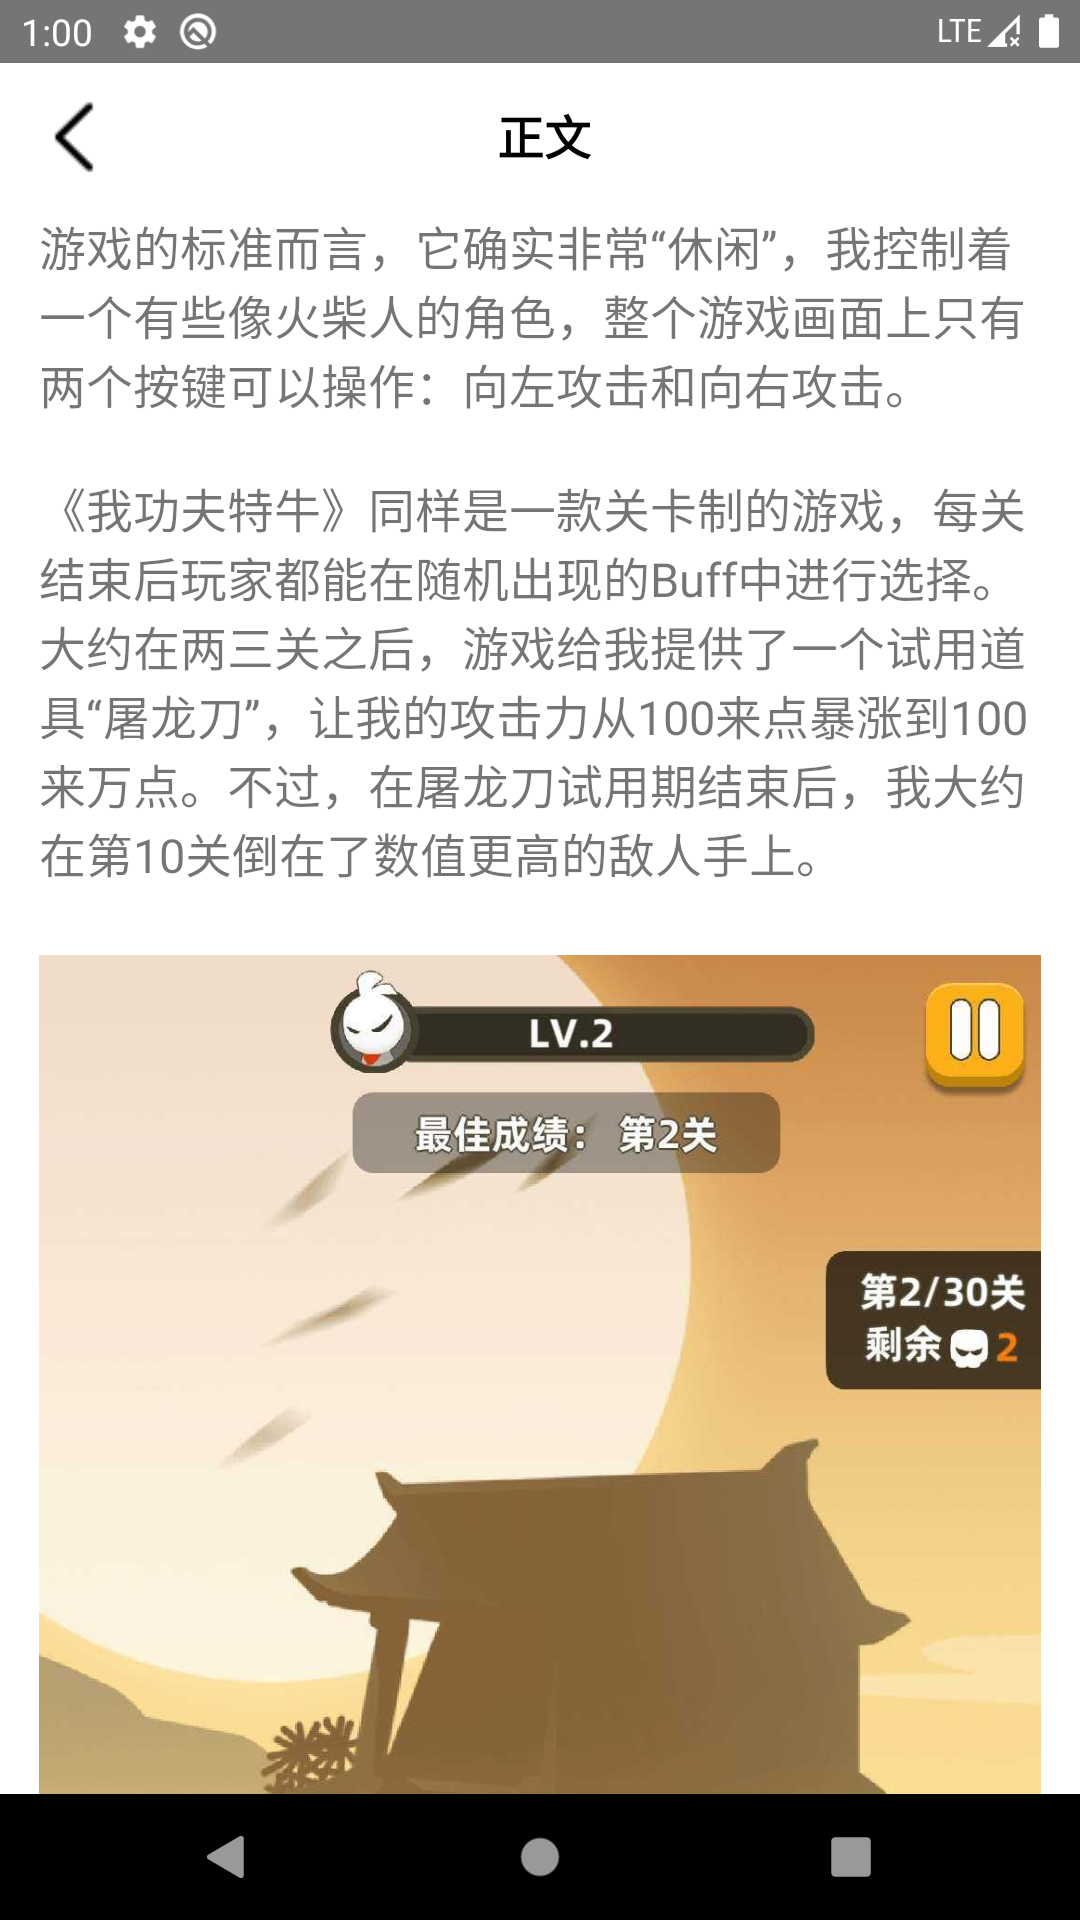 1:00
LTE
正文
游戏的标准而言，它确实非常“休闲”，我控制着
一个有些像火柴人的角色，整个游戏画面上只有
两个按键可以操作：向左攻击和向右攻击。
《我功夫特牛》同样是一款关卡制的游戏，每关
结束后玩家都能在随机出现的Buff中进行选择。
大约在两三关之后，游戏给我提供了一个试用道
具“屠龙刀”，让我的攻击力从100来点暴涨到100
来万点。不过，在屠龙刀试用期结束后，我大约
在第10关倒在了数值更高的敌人手上。
LV.2
最佳成绩： 第2关
第2/30关
剩余 2